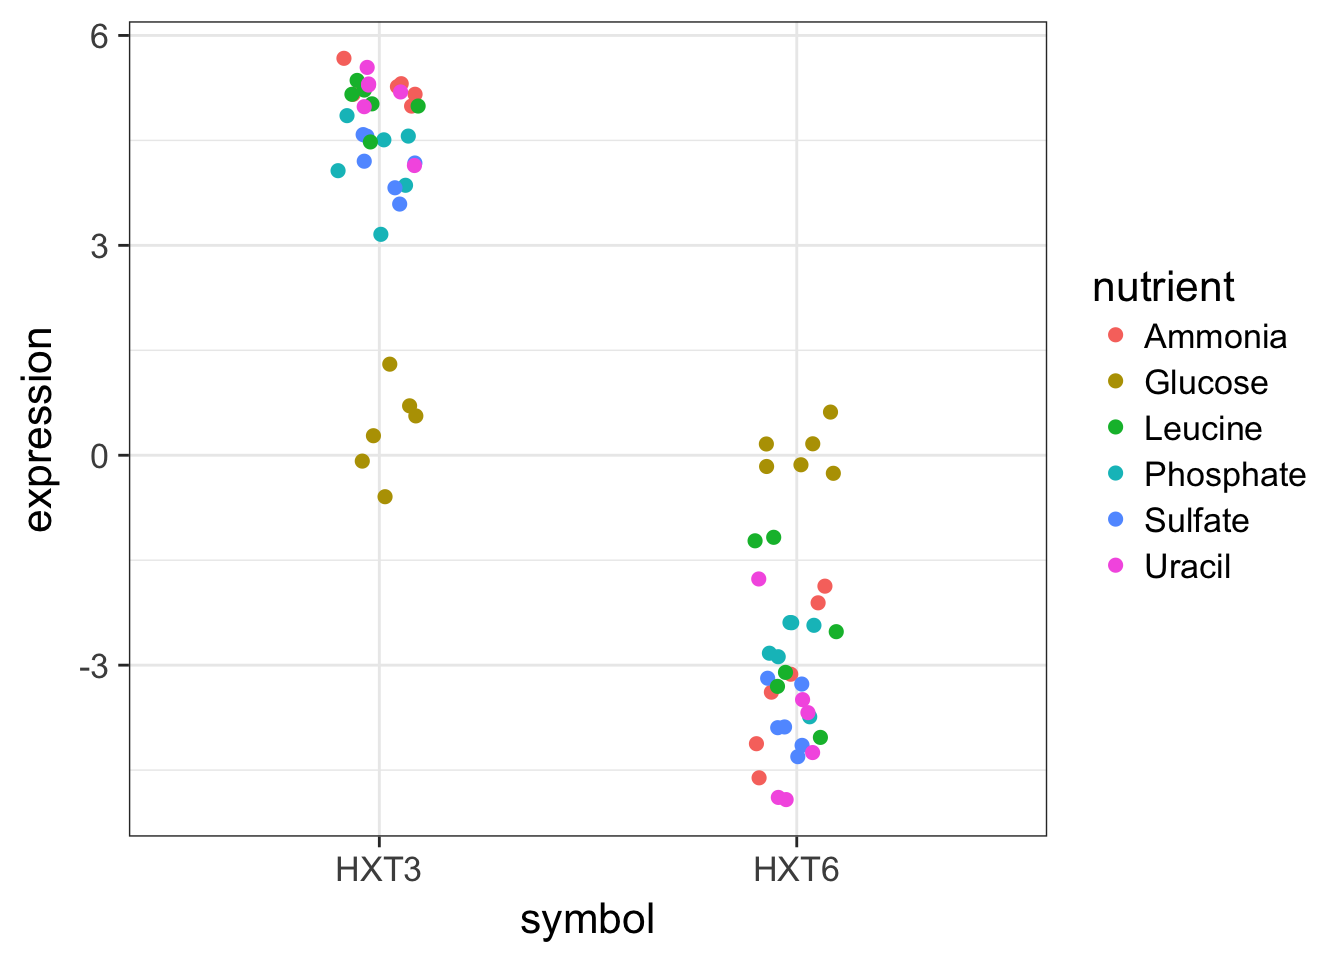 6
3
0
-3
expression
HXT3
HXT6
symbol
nutrient
Ammonia
Glucose
Leucine
Phosphate
Sulfate
Uracil